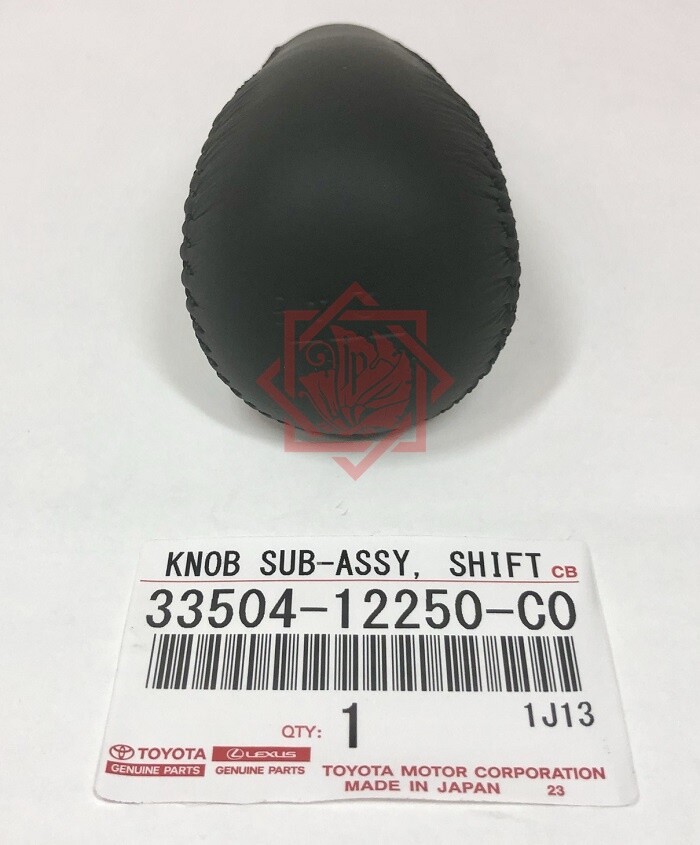 KNOB SUB-ASSY, SHIFT CB
33504-12250-C0
QTY: 1 1J13
TOYOTA LEXUS
GENUINE PARTS GENUINE PARTS
TOYOTA MOTOR CORPORATION
MADE IN JAPAN 23